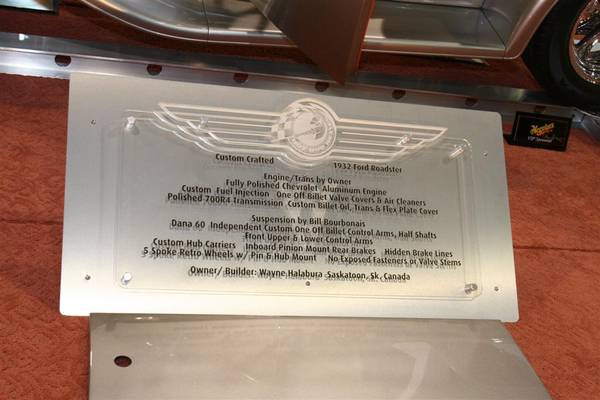 Custom Crafted 1932 Ford Roadster
Engine/Trans by Owner
Fully Polished Chevrolet Aluminum Engine
Custom Fuel Injection One Off Billet Valve Covers & Air Cleaners
Polished 700R4 Transmission Custom Billet Oil, Trans & Flex Plate Cover
Suspension by Bill Bourbonais
Dana 60 Independent Custom One Off Billet Control Arms, Half Shafts
Front Upper & Lower Control Arms
Custom Hub Carriers Inboard Pinion Mount Rear Brakes Hidden Brake Lines
5 Spoke Retro Wheels w/ Pin & Hub Mount No Exposed Fasteners or Valve Stems
Owner/ Builder: Wayne Halabura Saskatoon, Sk, Canada
Meguiar's